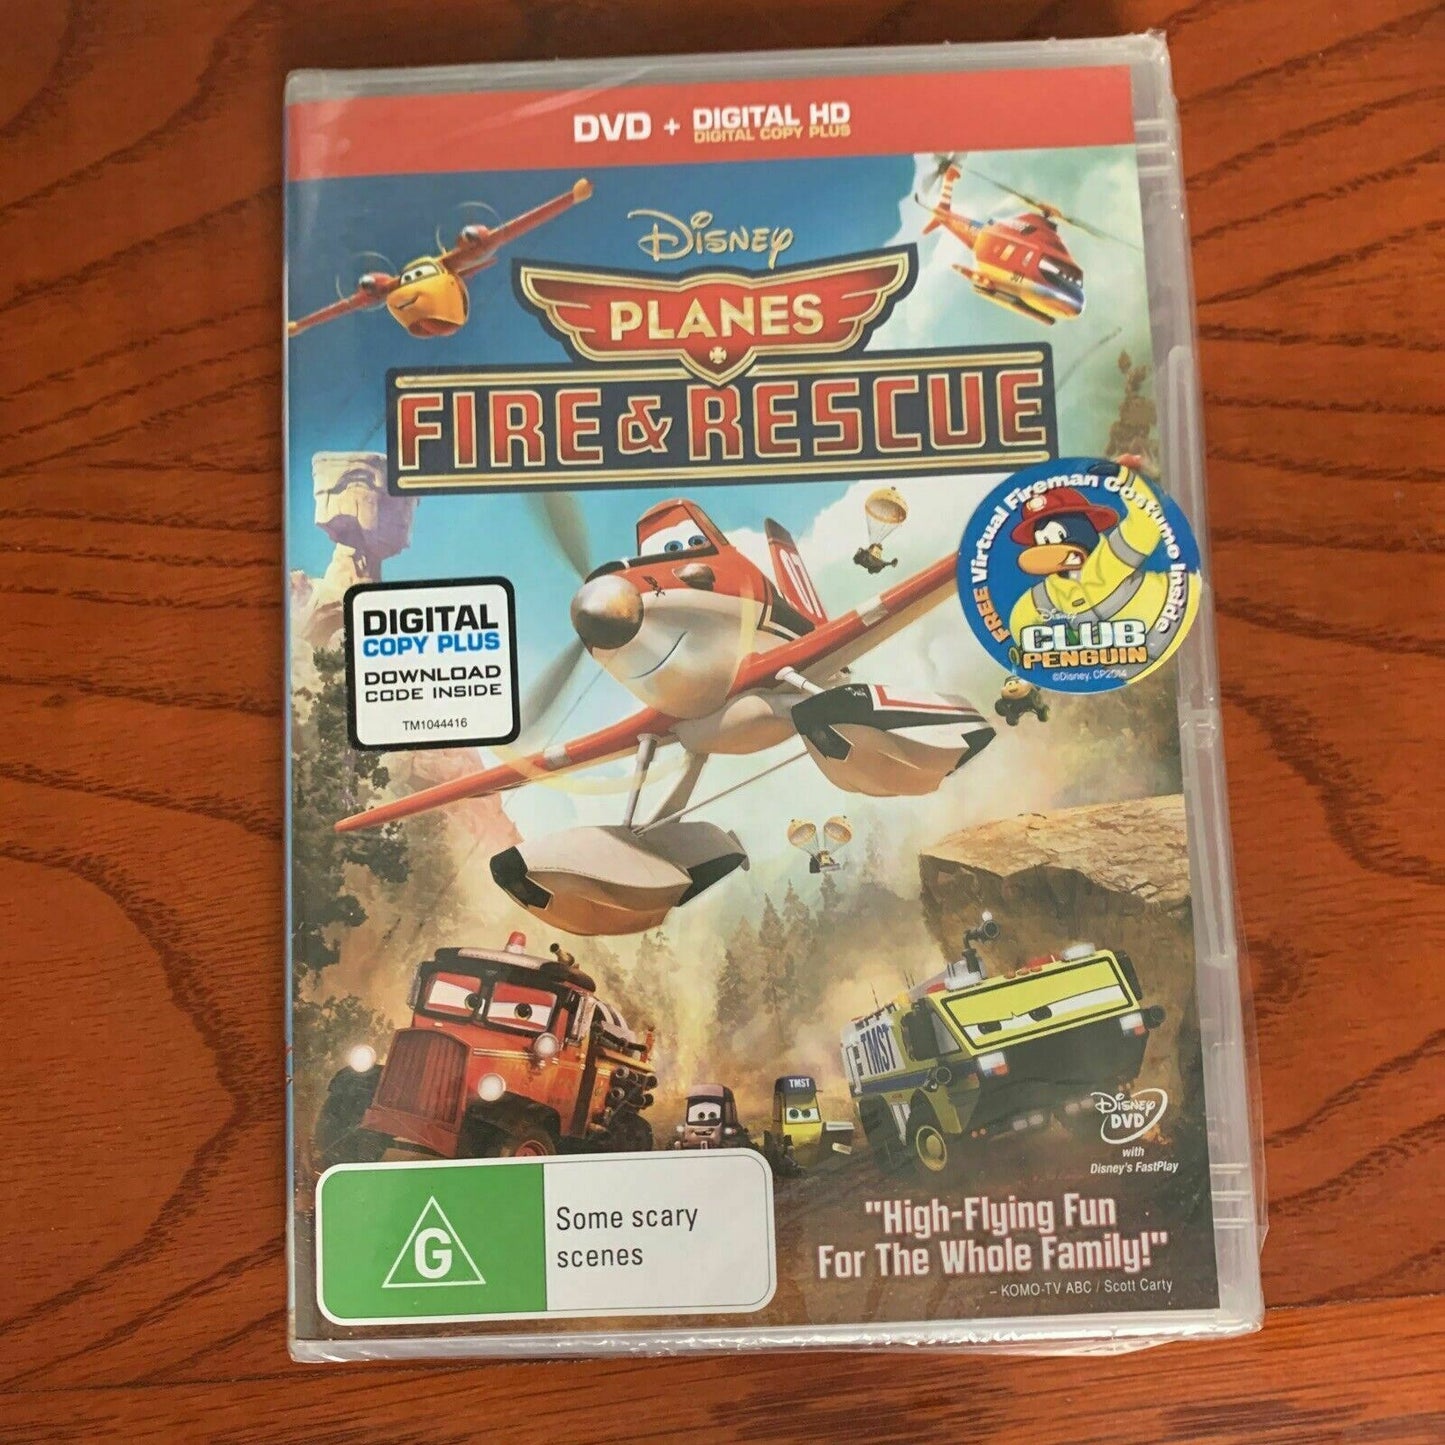 DVD + DIGITAL HD
DIGITAL COPY PLUS
DISNEY
PLANES
FIRE & RESCUE
FREE Virtual Fireman Costume Inside
Disney
CLUB
PENGUIN
©Disney. CP2014
DIGITAL
COPY PLUS
DOWNLOAD
CODE INSIDE
TM1044416
07
301
TMST
TMST
DISNEY
DVD
with
Disney's FastPlay
G
Some scary
scenes
"High-Flying Fun
For The Whole Family!"
– KOMO-TV ABC / Scott Carty